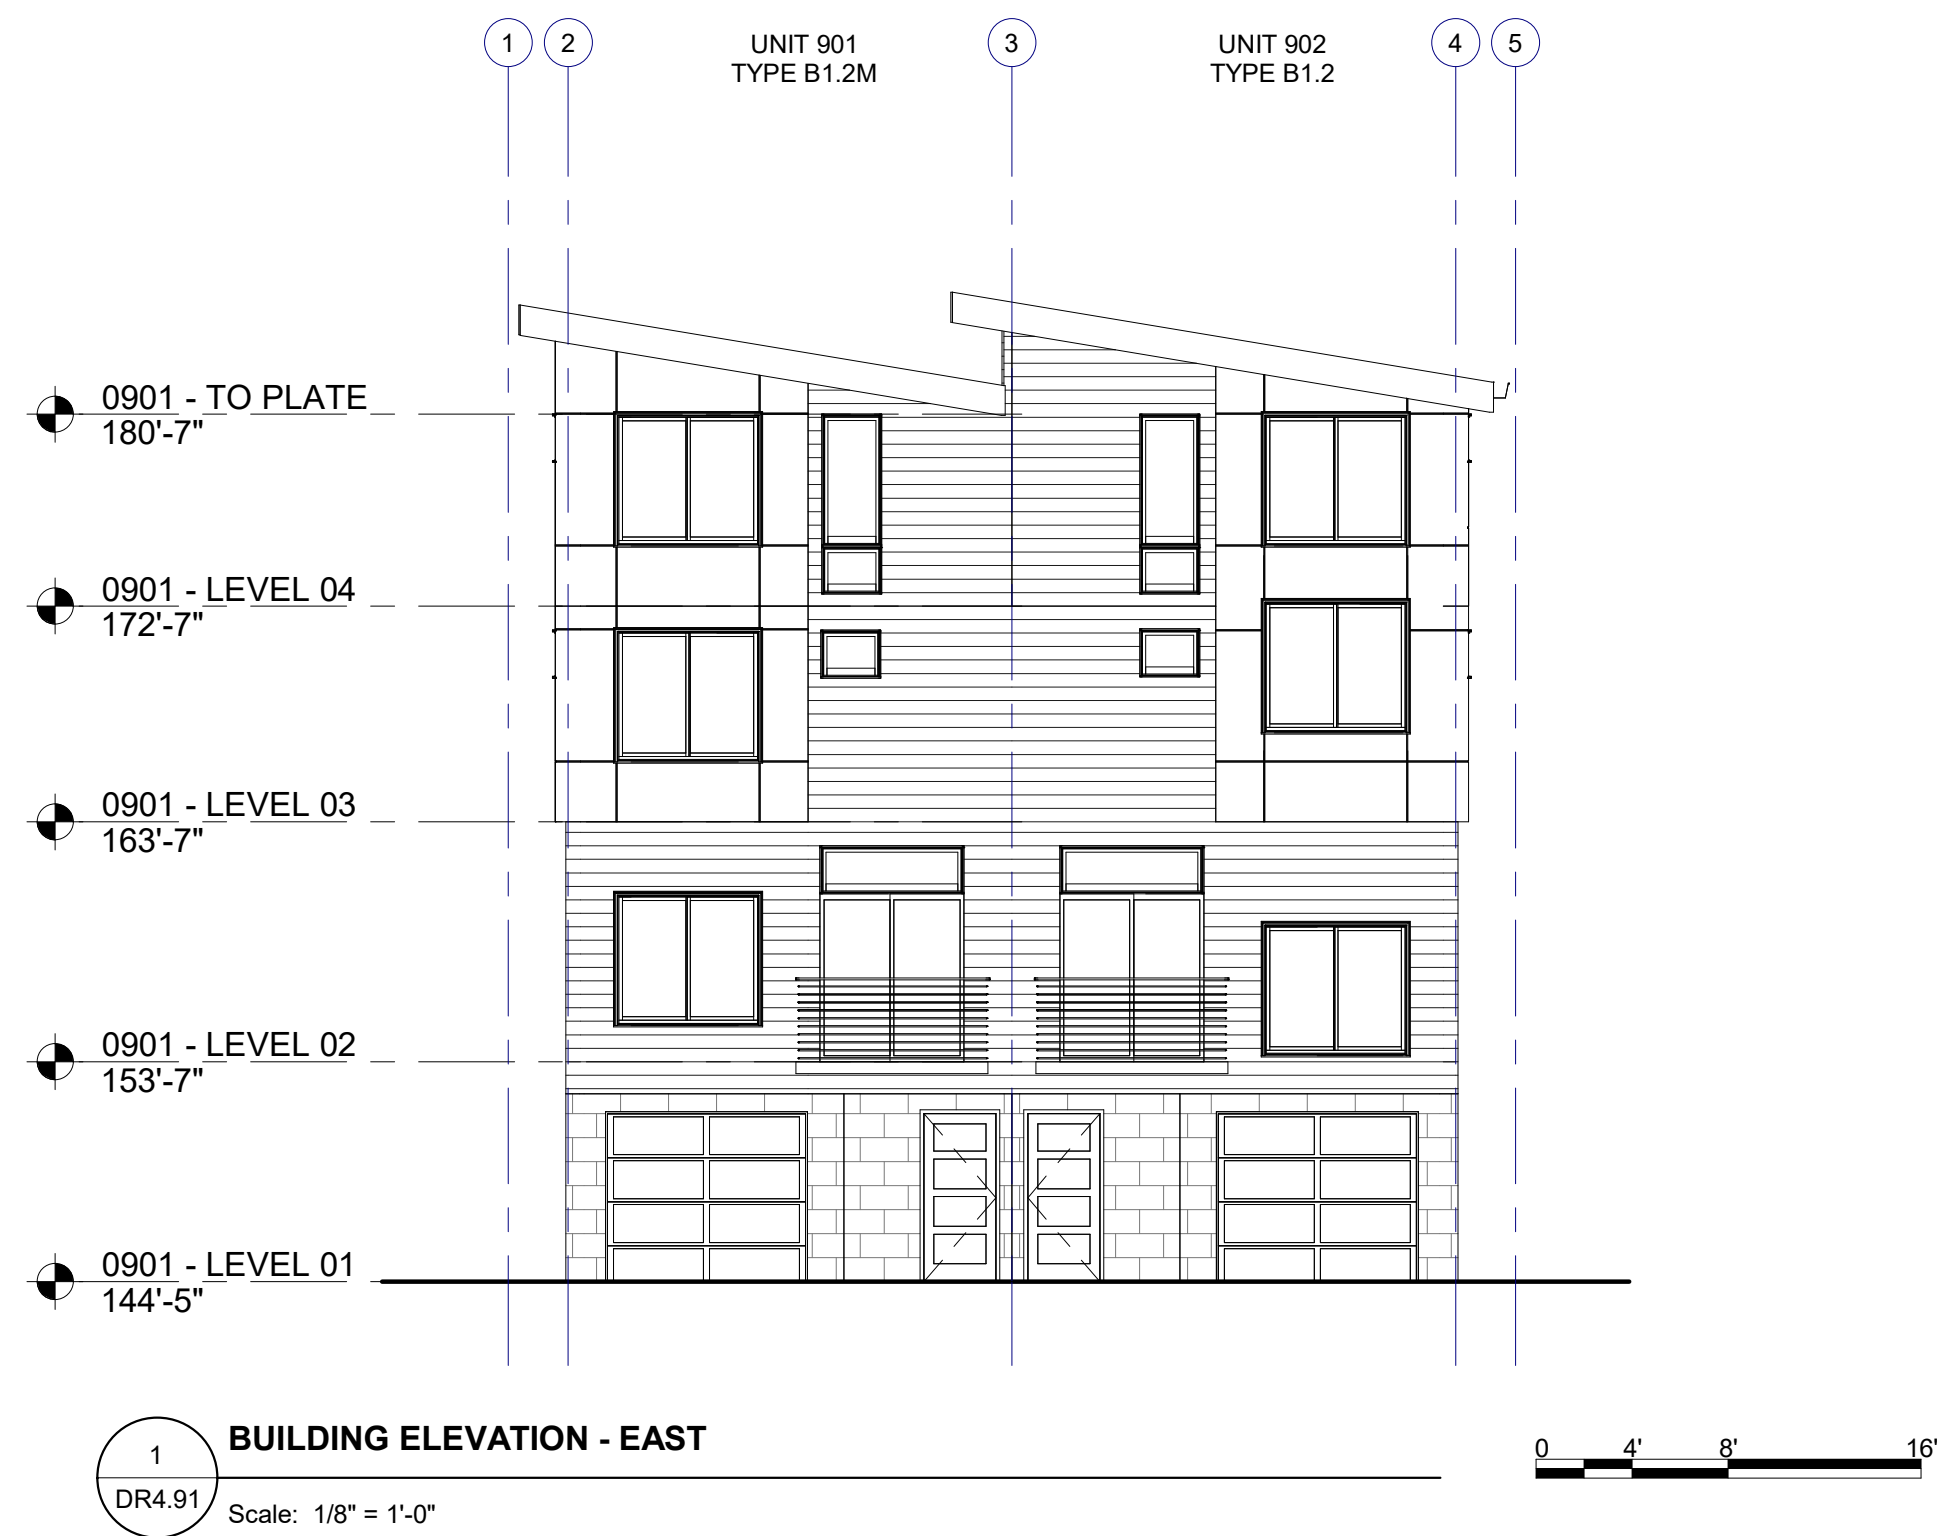 1
2
UNIT 901
TYPE B1.2M
3
UNIT 902
TYPE B1.2
4
5
0901 - TO PLATE
180'-7"
0901 - LEVEL 04
172'-7"
0901 - LEVEL 03
163'-7"
0901 - LEVEL 02
153'-7"
0901 - LEVEL 01
144'-5"
1
DR4.91
BUILDING ELEVATION - EAST
Scale: 1/8" = 1'-0"
0 4' 8' 16'